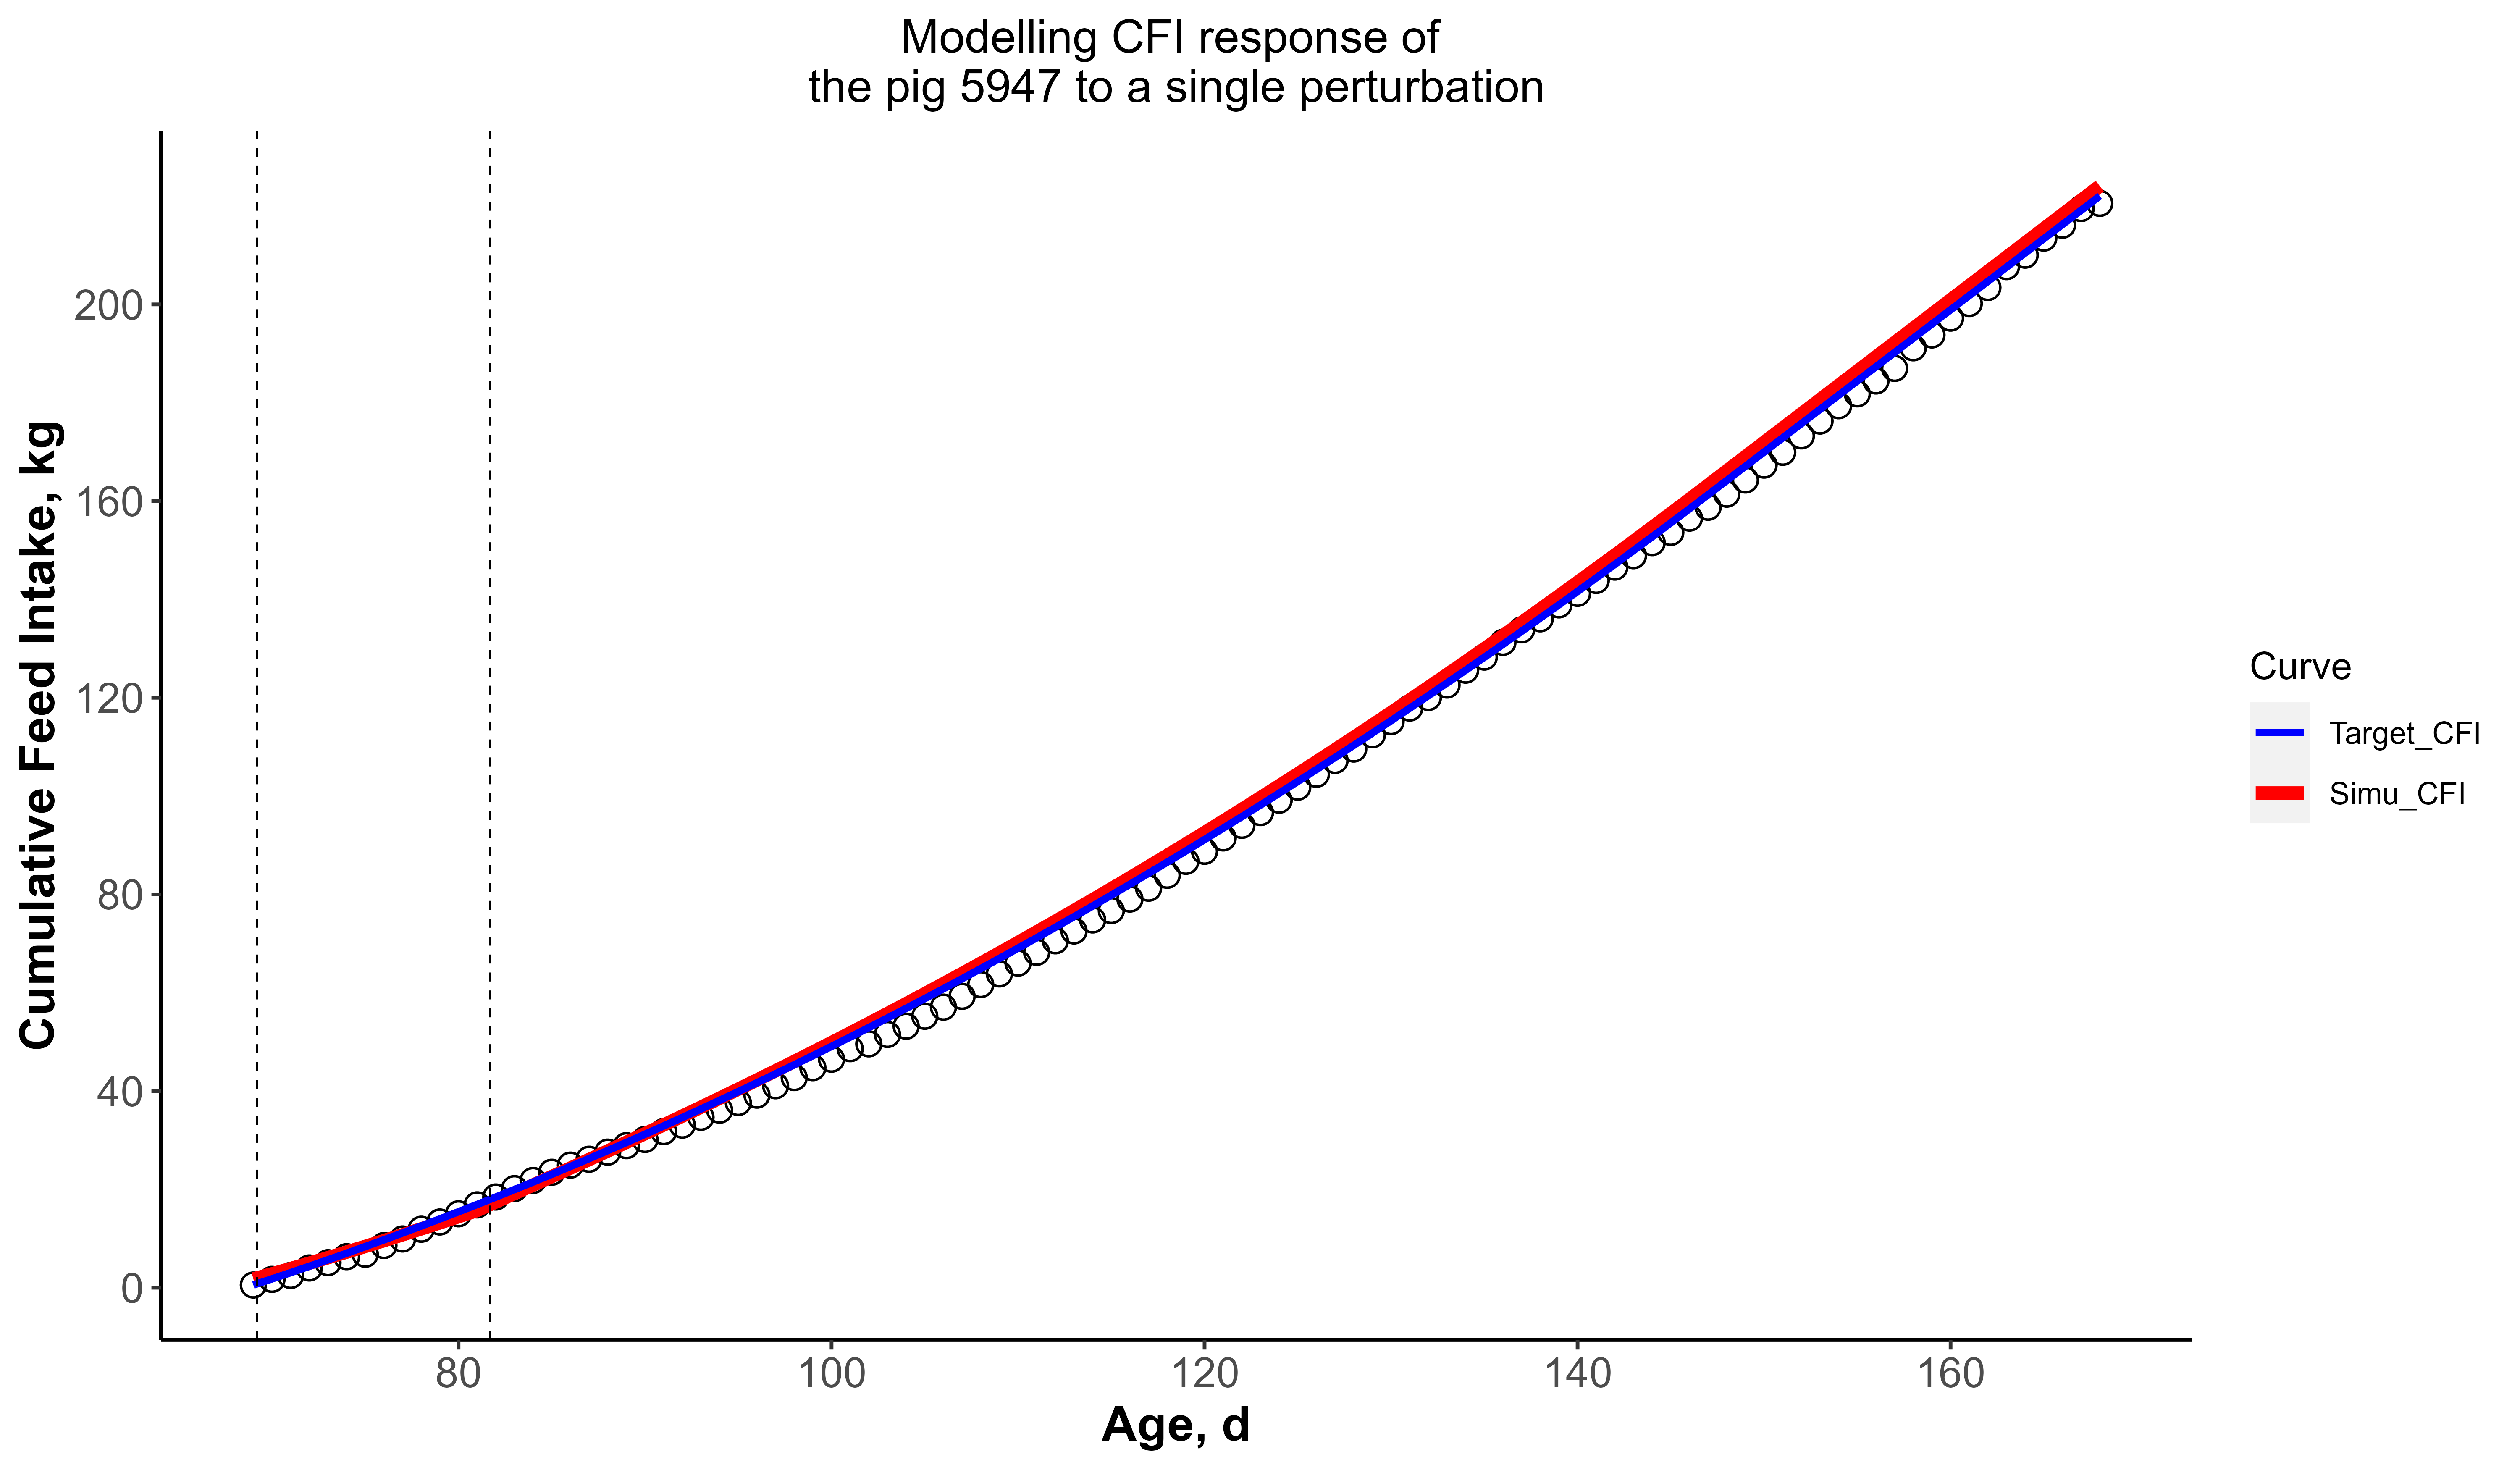 Modelling CFI response of
the pig 5947 to a single perturbation
Cumulative Feed Intake, kg
200
160
120
80
40
0
80 100 120 140 160
Age, d
Curve
Target_CFI
Simu_CFI